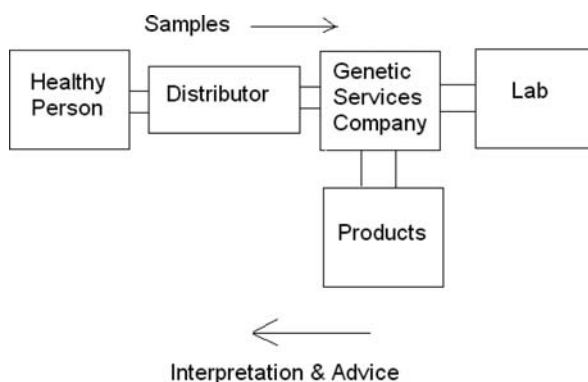 Samples
Healthy
Person
Distributor
Genetic
Services
Company
Lab
Products
Interpretation & Advice